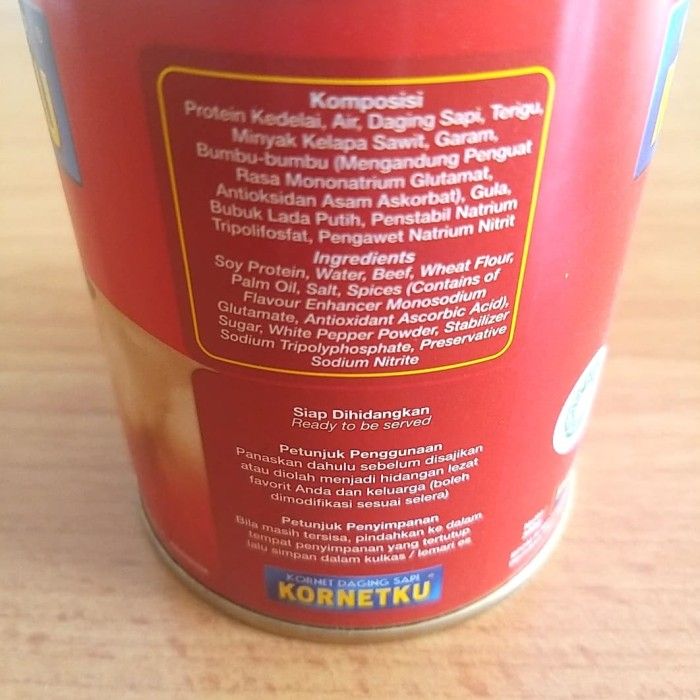 Komposisi
Protein Kedelai, Air, Daging Sapi, Terigu,
Minyak Kelapa Sawit, Garam,
Bumbu-bumbu (Mengandung Penguat
Rasa Mononatrium Glutamat,
Antioksidan Asam Askorbat), Gula,
Bubuk Lada Putih, Penstabil Natrium
Tripolifosfat, Pengawet Natrium Nitrit
Ingredients
Soy Protein, Water, Beef, Wheat Flour,
Palm Oil, Salt, Spices (Contains of
Flavour Enhancer Monosodium
Glutamate, Antioxidant Ascorbic Acid),
Sugar, White Pepper Powder, Stabilizer
Sodium Tripolyphosphate, Preservative
Sodium Nitrite
Siap Dihidangkan
Ready to be served
Petunjuk Penggunaan
Panaskan dahulu sebelum disajikan
atau diolah menjadi hidangan lezat
favorit Anda dan keluarga (boleh
dimodifikasi sesuai selera)
Petunjuk Penyimpanan
Bila masih tersisa, pindahkan ke dalam
tempat penyimpanan yang tertutup
lalu simpan dalam kulkas / lemari es
KORNET DAGING SAPI
KORNETKU